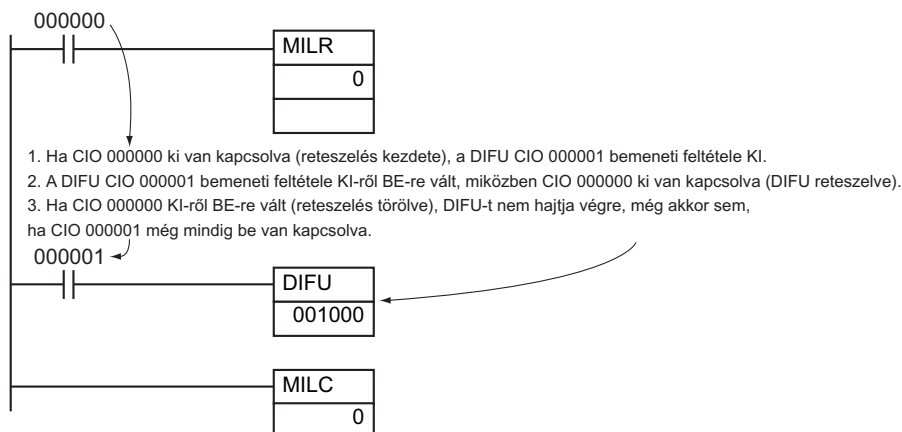 000000
MILR
0
1. Ha CIO 000000 ki van kapcsolva (reteszelés kezdete), a DIFU CIO 000001 bemeneti feltétele KI.
2. A DIFU CIO 000001 bemeneti feltétele KI-ről BE-re vált, miközben CIO 000000 ki van kapcsolva (DIFU reteszelve).
3. Ha CIO 000000 KI-ről BE-re vált (reteszelés törölve), DIFU-t nem hajtja végre, még akkor sem,
ha CIO 000001 még mindig be van kapcsolva.
000001
DIFU
001000
MILC
0